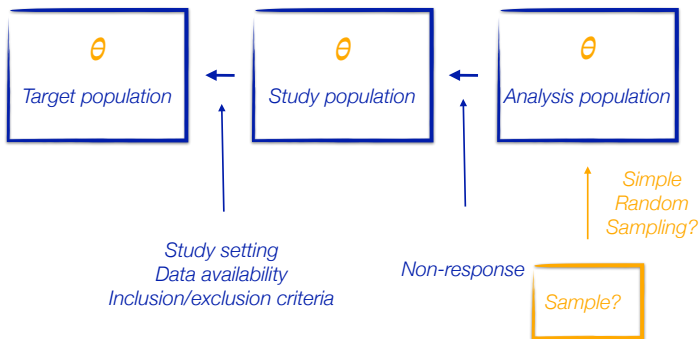 θ
Target population
θ
Study population
θ
Analysis population
Simple
Random
Sampling?
Study setting
Data availability
Inclusion/exclusion criteria
Non-response
Sample?